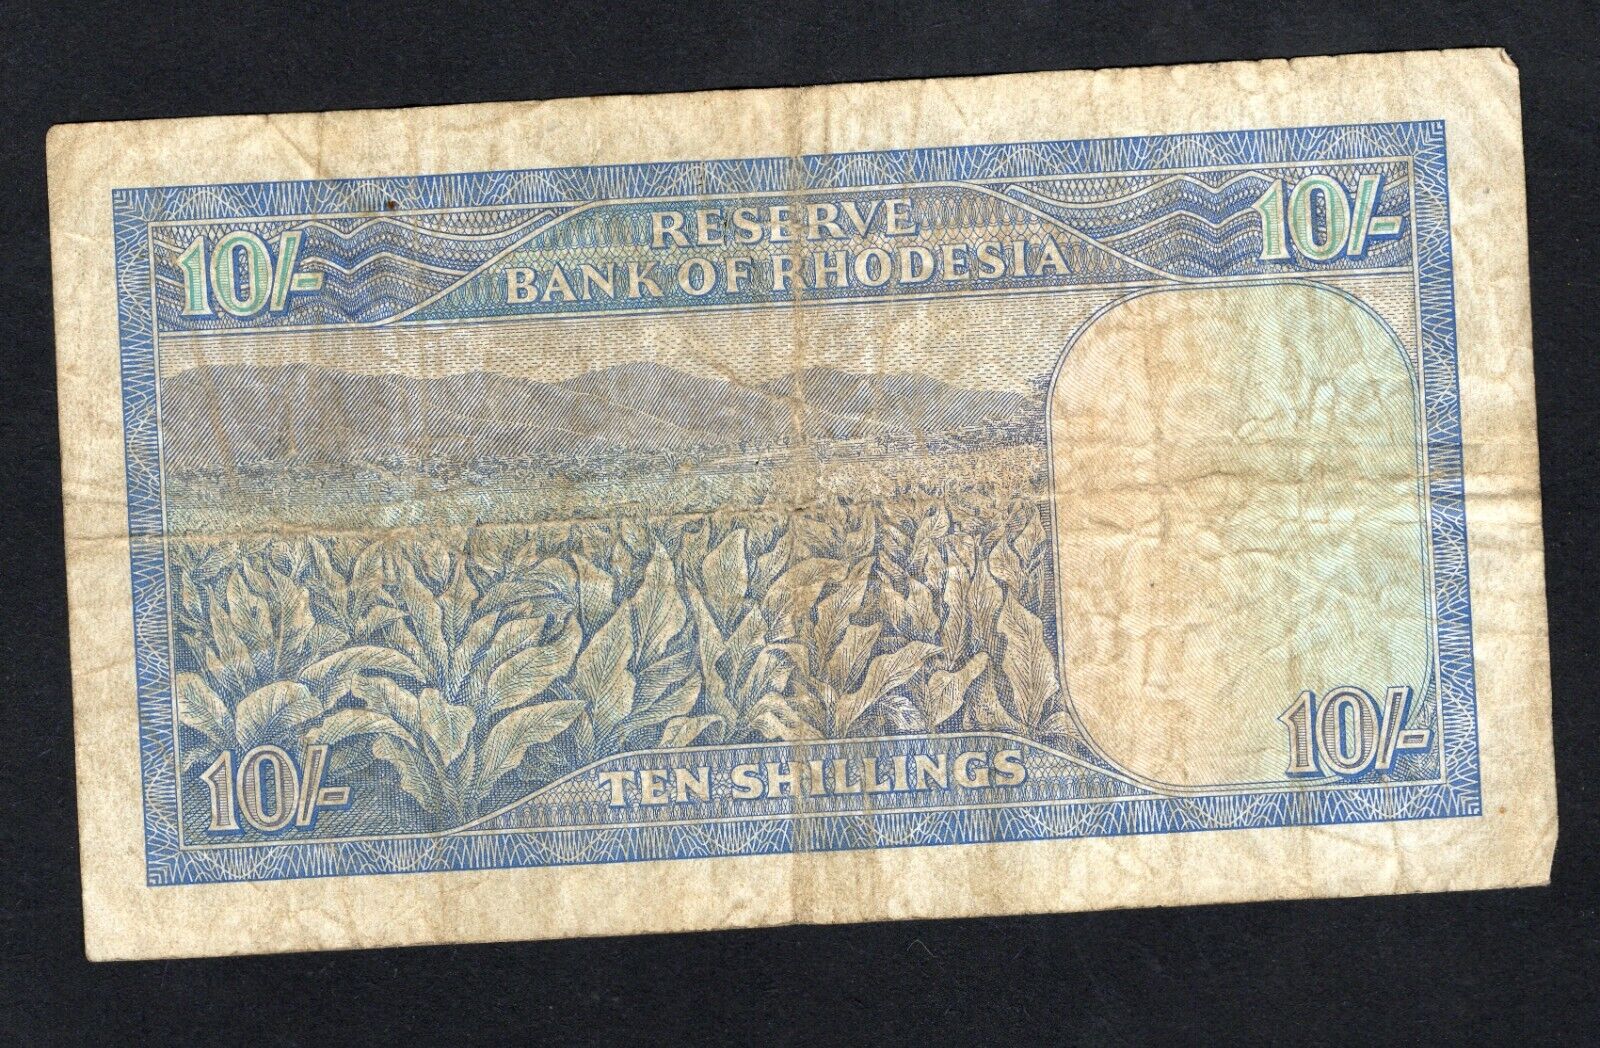 RESERVE
BANK OF RHODESIA
10/-
10/-
10/-
TEN SHILLINGS
10/-